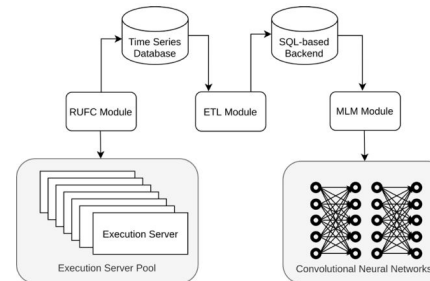 Time Series
Database
SQL-based
Backend
RUFC Module
ETL Module
MLM Module
Execution Server
Execution Server Pool
Convolutional Neural Networks